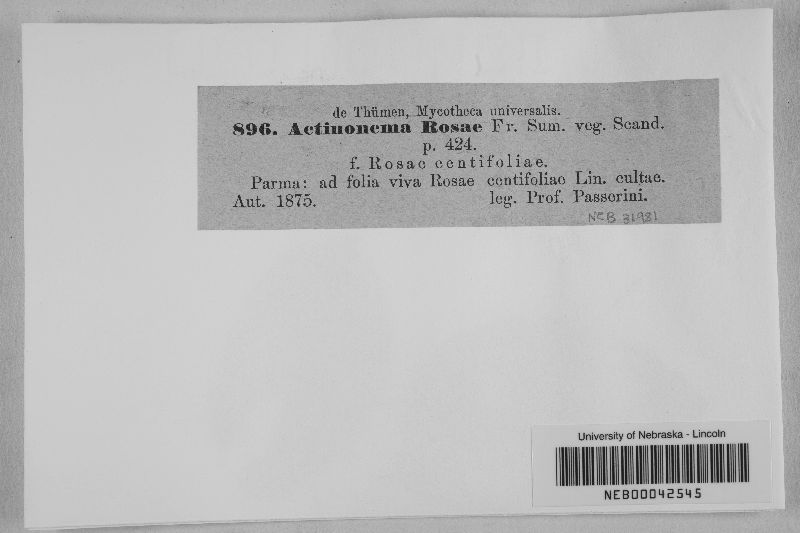 de Thümen, Mycotheca universalis.
896. Actinonema Rosae Fr. Sum. veg. Scand.
p. 424.
f. Rosae centifoliae.
Parma: ad folia viva Rosae centifoliae Lin. cultae.
Aut. 1875. leg. Prof. Passerini.
NEB 31981
University of Nebraska - Lincoln
NEB00042545